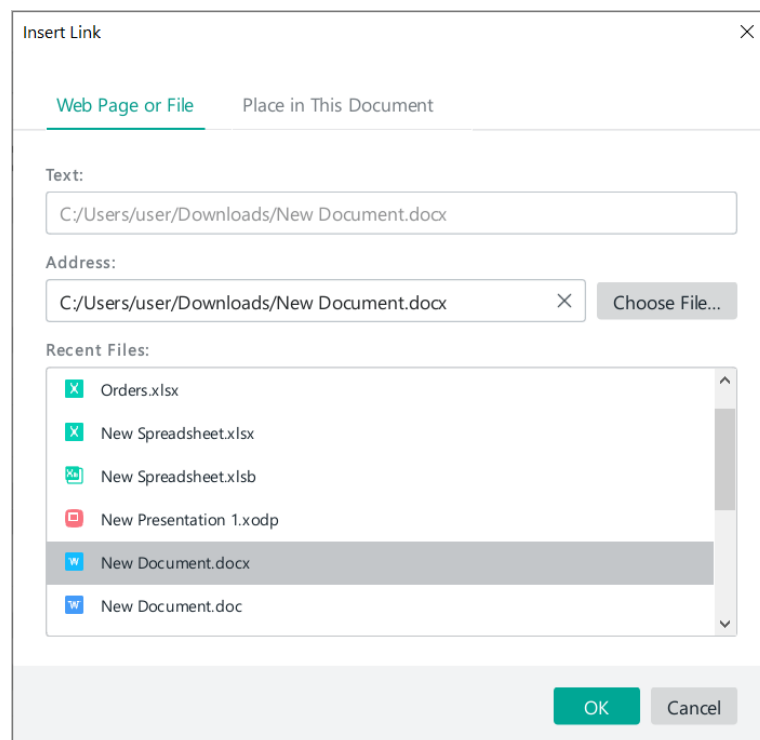 Insert Link
Web Page or File Place in This Document
Text:
C:/Users/user/Downloads/New Document.docx
Address:
C:/Users/user/Downloads/New Document.docx Choose File...
Recent Files:
Orders.xlsx
New Spreadsheet.xlsx
New Spreadsheet.xlsb
New Presentation 1.xodp
New Document.docx
New Document.doc
OK Cancel